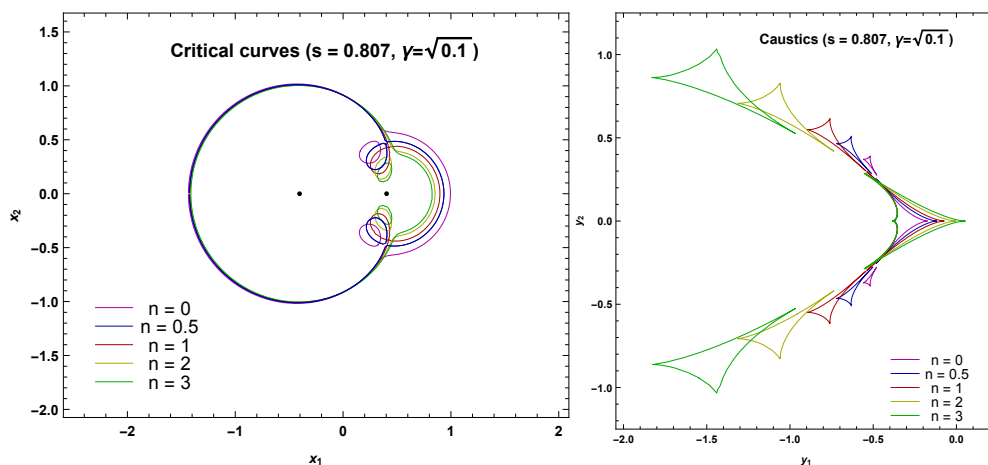 Critical curves (s = 0.807, γ=√0.1 )
1.5
1.0
0.5
0.0
-0.5
-1.0
-1.5
-2.0
x2
n = 0
n = 0.5
n = 1
n = 2
n = 3
-2
-1
0
1
2
x1
Caustics (s = 0.807, γ=√0.1 )
1.0
0.5
0.0
-0.5
-1.0
y2
n = 0
n = 0.5
n = 1
n = 2
n = 3
-2.0
-1.5
-1.0
-0.5
0.0
y1